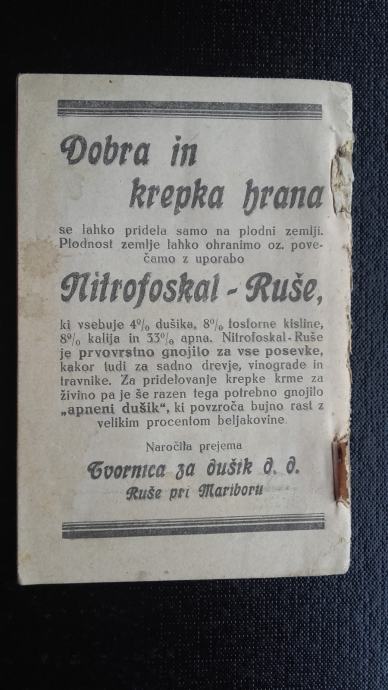 Dobra in
krepka hrana
se lahko pridela samo na plodni zemlji.
Plodnost zemlje lahko ohranimo oz. pove-
čamo z uporabo
Nitrofoskal - Ruše,
ki vsebuje 4% dušika, 8% fosforne kisline,
8% kalija in 33% apna. Nitrofoskal-Ruše
je prvovrstno gnojilo za vse posevke,
kakor tudi za sadno drevje, vinograde in
travnike. Za pridelovanje krepke krme za
živino pa je še razen tega potrebno gnojilo
„apneni dušik“, ki povzroča bujno rast z
velikim procentom beljakovine.
Naročila prejema
Tvornica za dušik d. d.
Ruše pri Mariboru